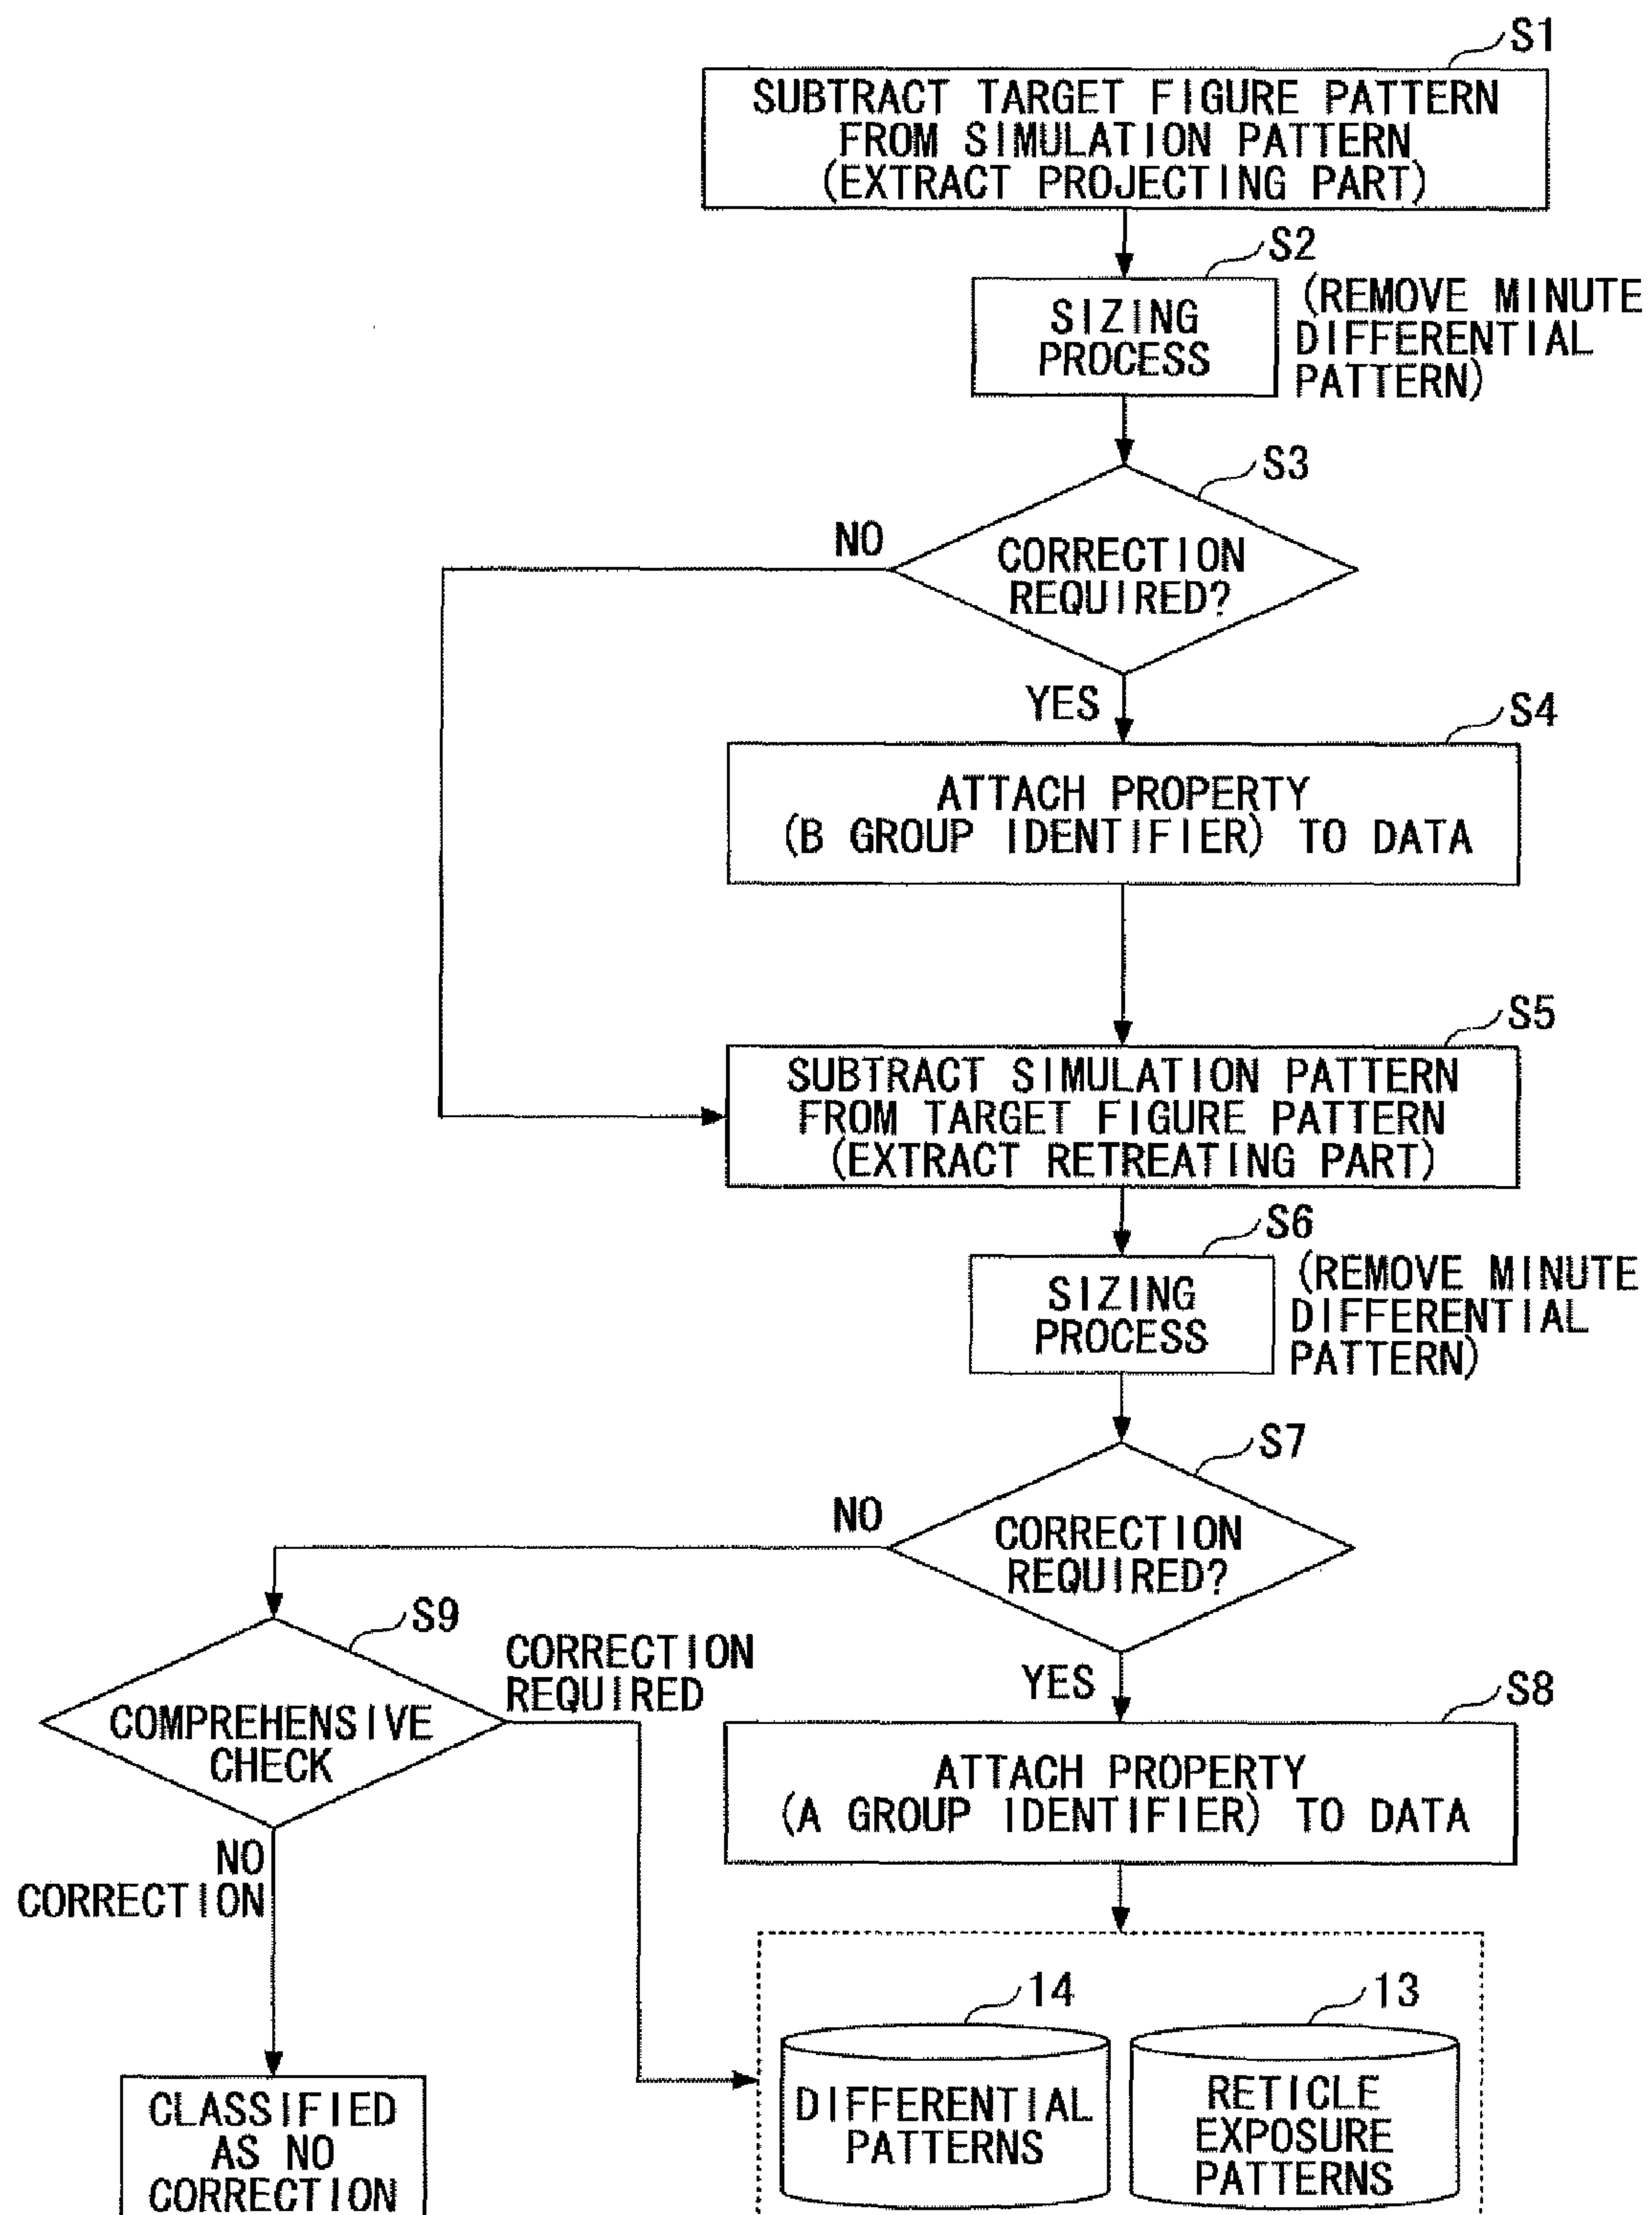 S1
SUBTRACT TARGET FIGURE PATTERN
FROM SIMULATION PATTERN
(EXTRACT PROJECTING PART)
S2
SIZING
PROCESS
(REMOVE MINUTE
DIFFERENTIAL
PATTERN)
S3
NO
CORRECTION
REQUIRED?
YES
S4
ATTACH PROPERTY
(B GROUP IDENTIFIER) TO DATA
S5
SUBTRACT SIMULATION PATTERN
FROM TARGET FIGURE PATTERN
(EXTRACT RETREATING PART)
S6
SIZING
PROCESS
(REMOVE MINUTE
DIFFERENTIAL
PATTERN)
S7
NO
CORRECTION
REQUIRED?
YES
S9
COMPREHENSIVE
CHECK
CORRECTION
REQUIRED
NO
CORRECTION
S8
ATTACH PROPERTY
(A GROUP IDENTIFIER) TO DATA
CLASSIFIED
AS NO
CORRECTION
14
DIFFERENTIAL
PATTERNS
13
RETICLE
EXPOSURE
PATTERNS